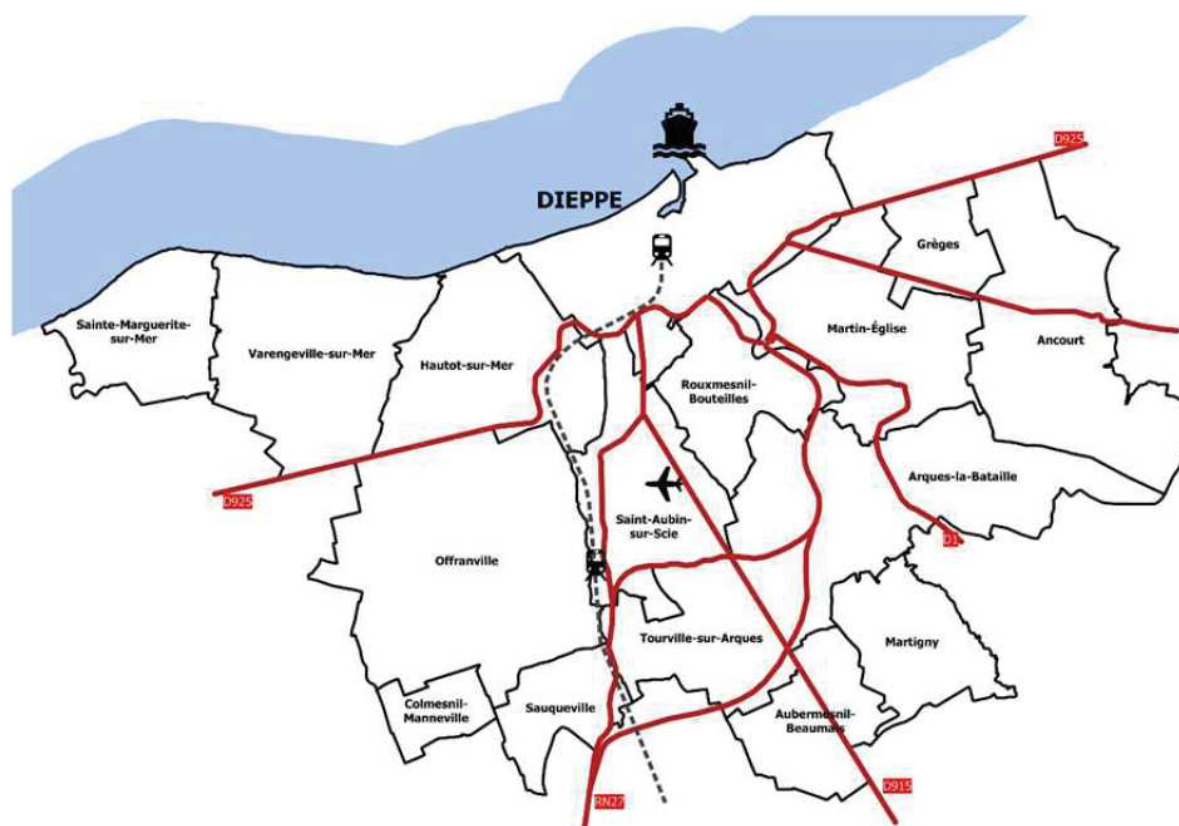 D925
DIEPPE
Grèges
Sainte-Marguerite-
sur-Mer
Varengeville-sur-Mer
Hautot-sur-Mer
Martin-Église
Ancourt
Rouxmesnil-
Bouteilles
Arques-la-Bataille
D925
Saint-Aubin-
sur-Scie
D1
Offranville
Tourville-sur-Arques
Martigny
Colmesnil-
Manneville
Sauqueville
Aubermesnil-
Beaumais
D915
RN27